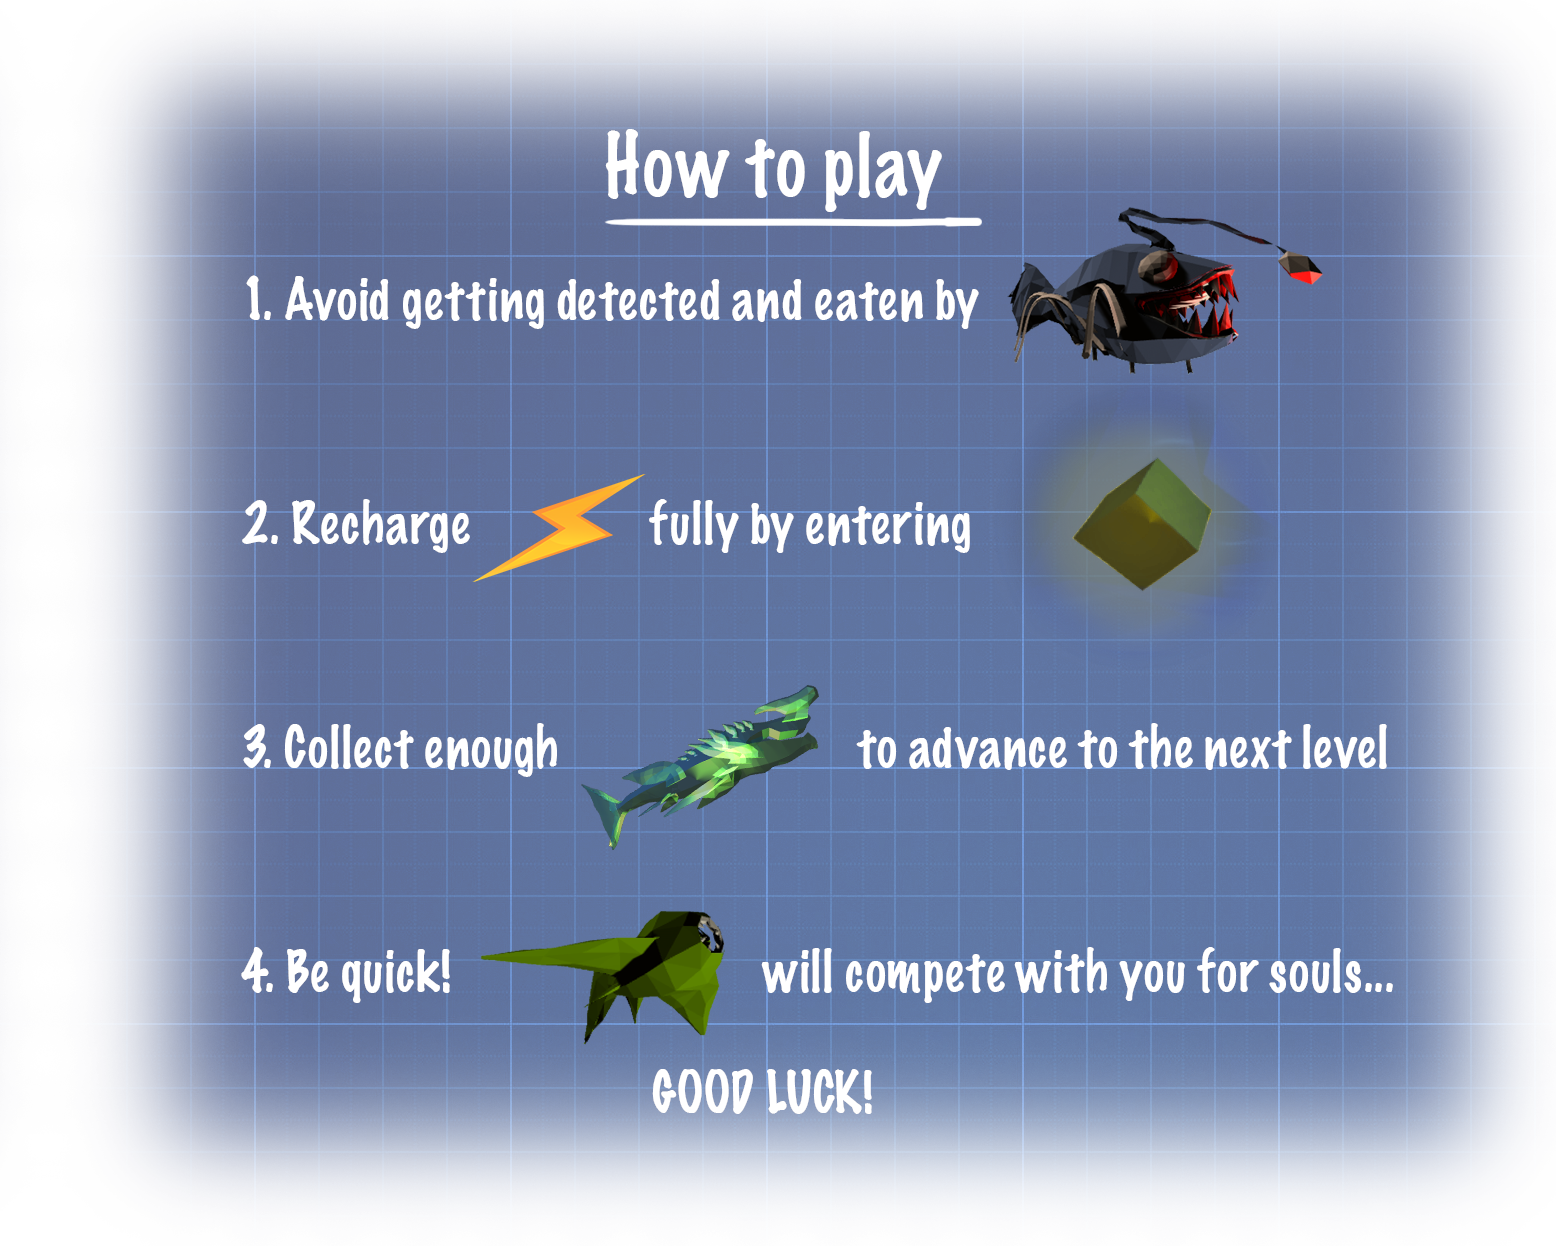 How to play
1. Avoid getting detected and eaten by
2. Recharge fully by entering
3. Collect enough to advance to the next level
4. Be quick! will compete with you for souls...
GOOD LUCK!